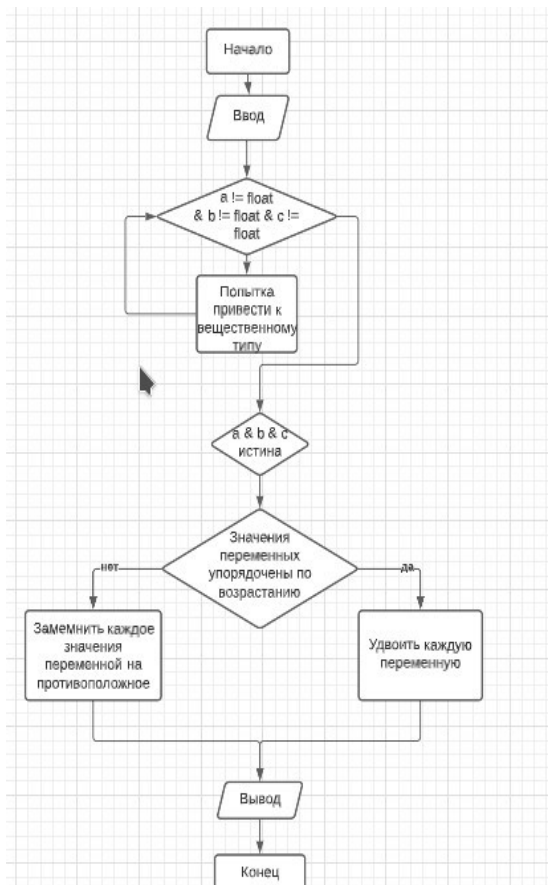 Начало
Ввод
a != float
& b != float & c !=
float
Попытка
привести к
вещественному
типу
a & b & c
истина
Значения
переменных
упорядочены по
возрастанию
нет
да
Замемнить каждое
значения
переменной на
противоположное
Удвоить каждую
переменную
Вывод
Конец